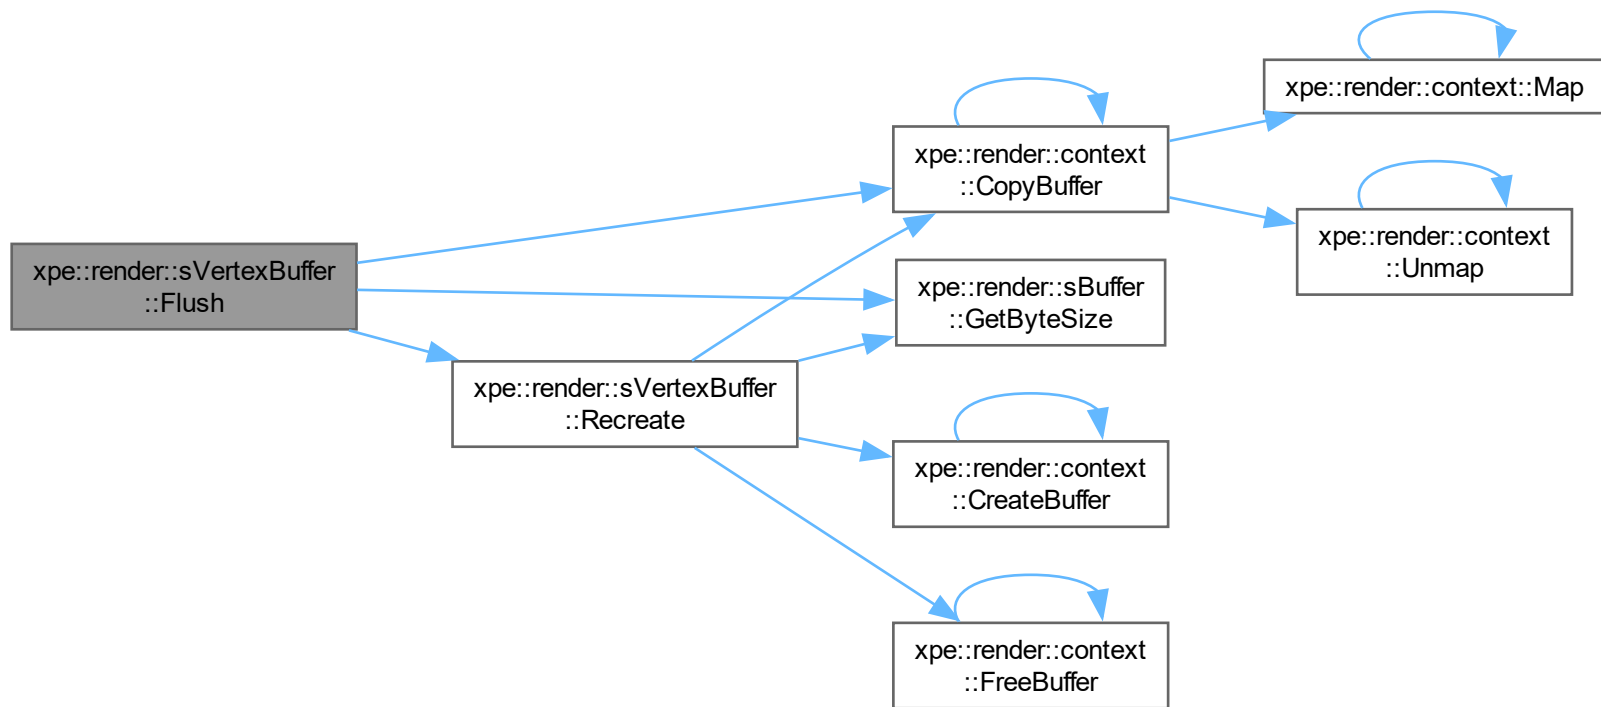 xpe::render::context::Map
xpe::render::context
::CopyBuffer
xpe::render::context
::Unmap
xpe::render::sVertexBuffer
::Flush
xpe::render::sBuffer
::GetByteSize
xpe::render::sVertexBuffer
::Recreate
xpe::render::context
::CreateBuffer
xpe::render::context
::FreeBuffer